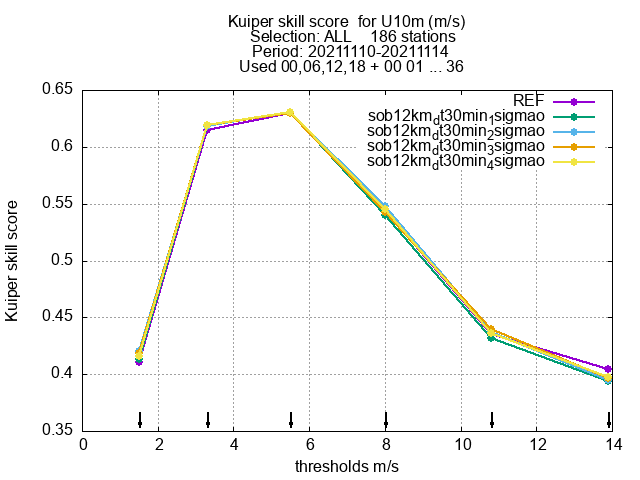 Kuiper skill score  for U10m (m/s)
Selection: ALL    186 stations
Period: 20211110-20211114
Used 00,06,12,18 + 00 01 ... 36
REF
sob12km_dt30min_1sigmao
sob12km_dt30min_2sigmao
sob12km_dt30min_3sigmao
sob12km_dt30min_4sigmao
Kuiper skill score
0.65
0.6
0.55
0.5
0.45
0.4
0.35
0 2 4 6 8 10 12 14
thresholds m/s